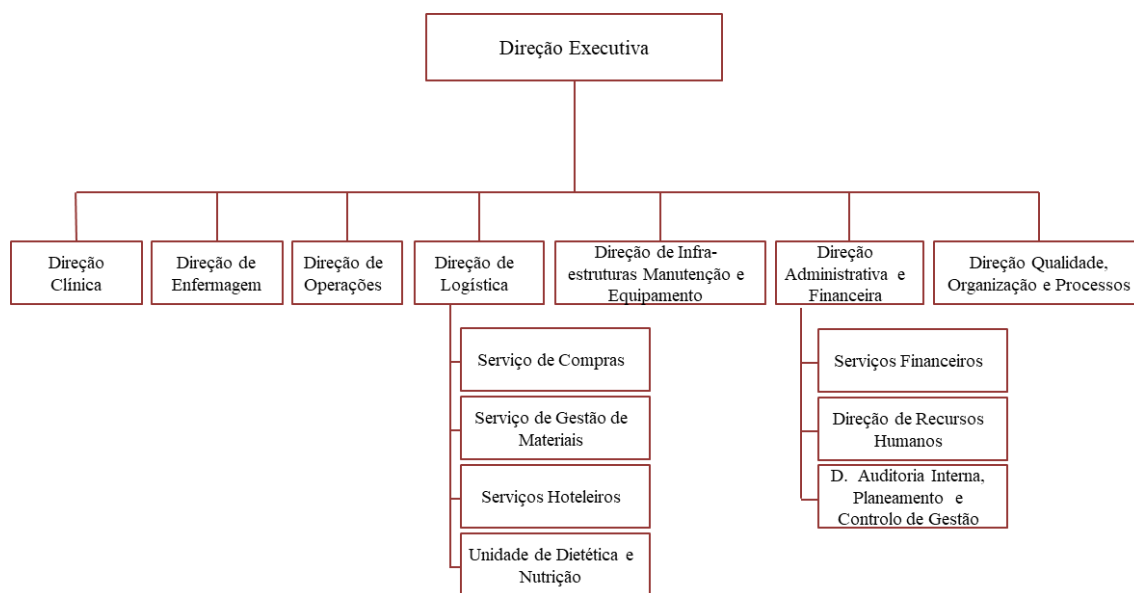 Direção Executiva
Direção
Clínica
Direção de
Enfermagem
Direção de
Operações
Direção de
Logística
Direção de Infra-
estruturas Manutenção e
Equipamento
Direção
Administrativa e
Financeira
Direção Qualidade,
Organização e Processos
Serviço de Compras
Serviço de Gestão de
Materiais
Serviços Hoteleiros
Unidade de Dietética e
Nutrição
Serviços Financeiros
Direção de Recursos
Humanos
D. Auditoria Interna,
Planeamento e
Controlo de Gestão